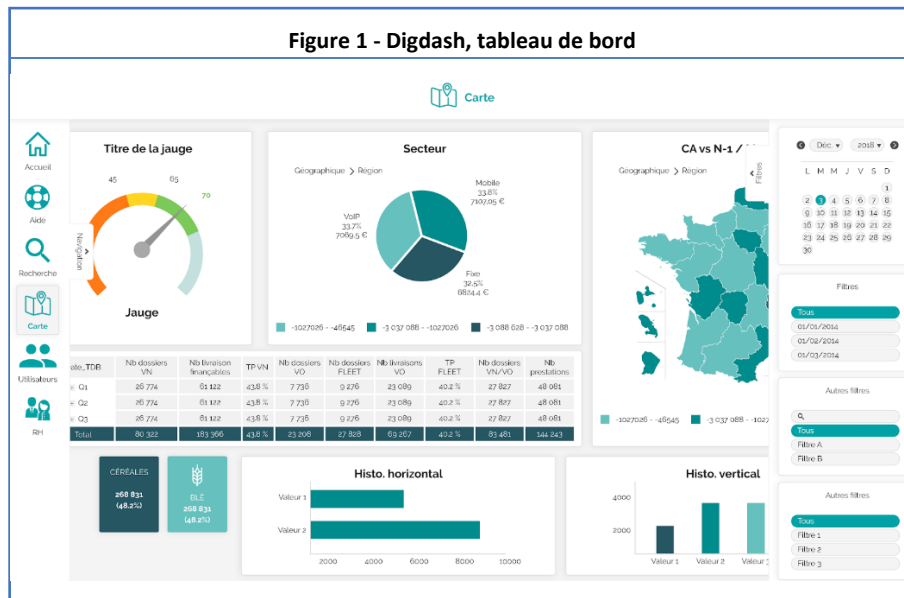 Figure 1 - Digdash, tableau de bord
Carte
Accueil
Aide
Recherche
Carte
Utilisateurs
RH
Navigation
Titre de la jauge
45
65
70
Jauge
Secteur
Géographique > Région
Mobile
33,8%
7107,05 €
VoIP
33,7%
7069,5 €
Fixe
32,5%
6824,4 €
-1027026 - -46545
-3 037 088 - -1027026
-3 088 628 - -3 037 088
CA vs N-1 /
Géographique > Région
-1027026 - -46545
-3 037 088 - -1027
Filtres
ate_TDB Nb dossiers VN Nb livraison finançables TP VN Nb dossiers VO Nb dossiers FLEET Nb livraisons VO TP FLEET Nb dossiers VN/VO Nb prestations
Q1 26 774 61 122 43,8 % 7 736 9 276 23 089 40,2 % 27 827 48 081
Q2 26 774 61 122 43,8 % 7 736 9 276 23 089 40,2 % 27 827 48 081
Q3 26 774 61 122 43,8 % 7 736 9 276 23 089 40,2 % 27 827 48 081
Total 80 322 183 366 43,8 % 23 208 27 828 69 267 40,2 % 83 481 144 243
CÉRÉALES
268 831
(48,2%)
BLÉ
268 831
(48,2%)
Histo. horizontal
Valeur 1
Valeur 2
2000 4000 6000 8000 10000
Histo. vertical
4000
2000
Valeur 1 Valeur 2 Valeur 3
Déc. 2018
L M M J V S D
1
2 3 4 5 6 7 8
9 10 11 12 13 14 15
16 17 18 19 20 21 22
23 24 25 26 27 28 29
30
Filtres
Tous
01/01/2014
01/02/2014
01/03/2014
Autres filtres
Tous
Filtre A
Filtre B
Autres filtres
Tous
Filtre 1
Filtre 2
Filtre 3